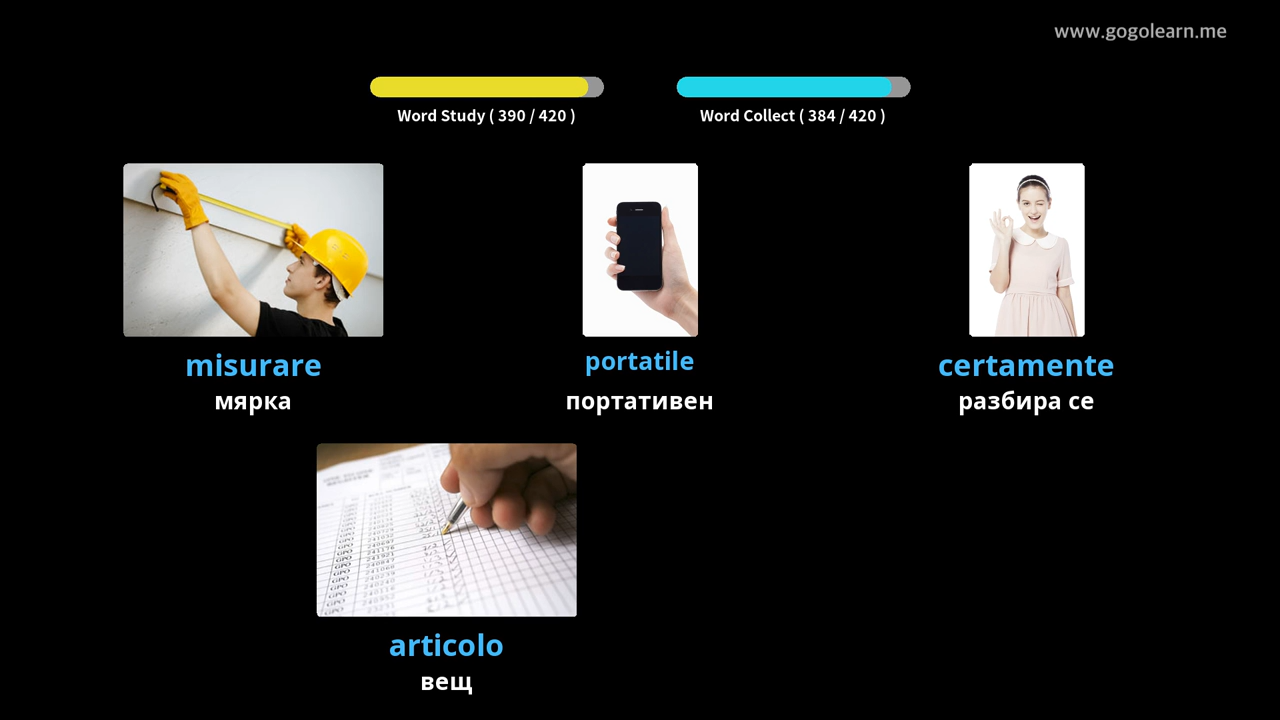 www.gogolearn.me
Word Study ( 390 / 420 )
Word Collect ( 384 / 420 )
misurare
мярка
portatile
портативен
certamente
разбира се
articolo
вещ